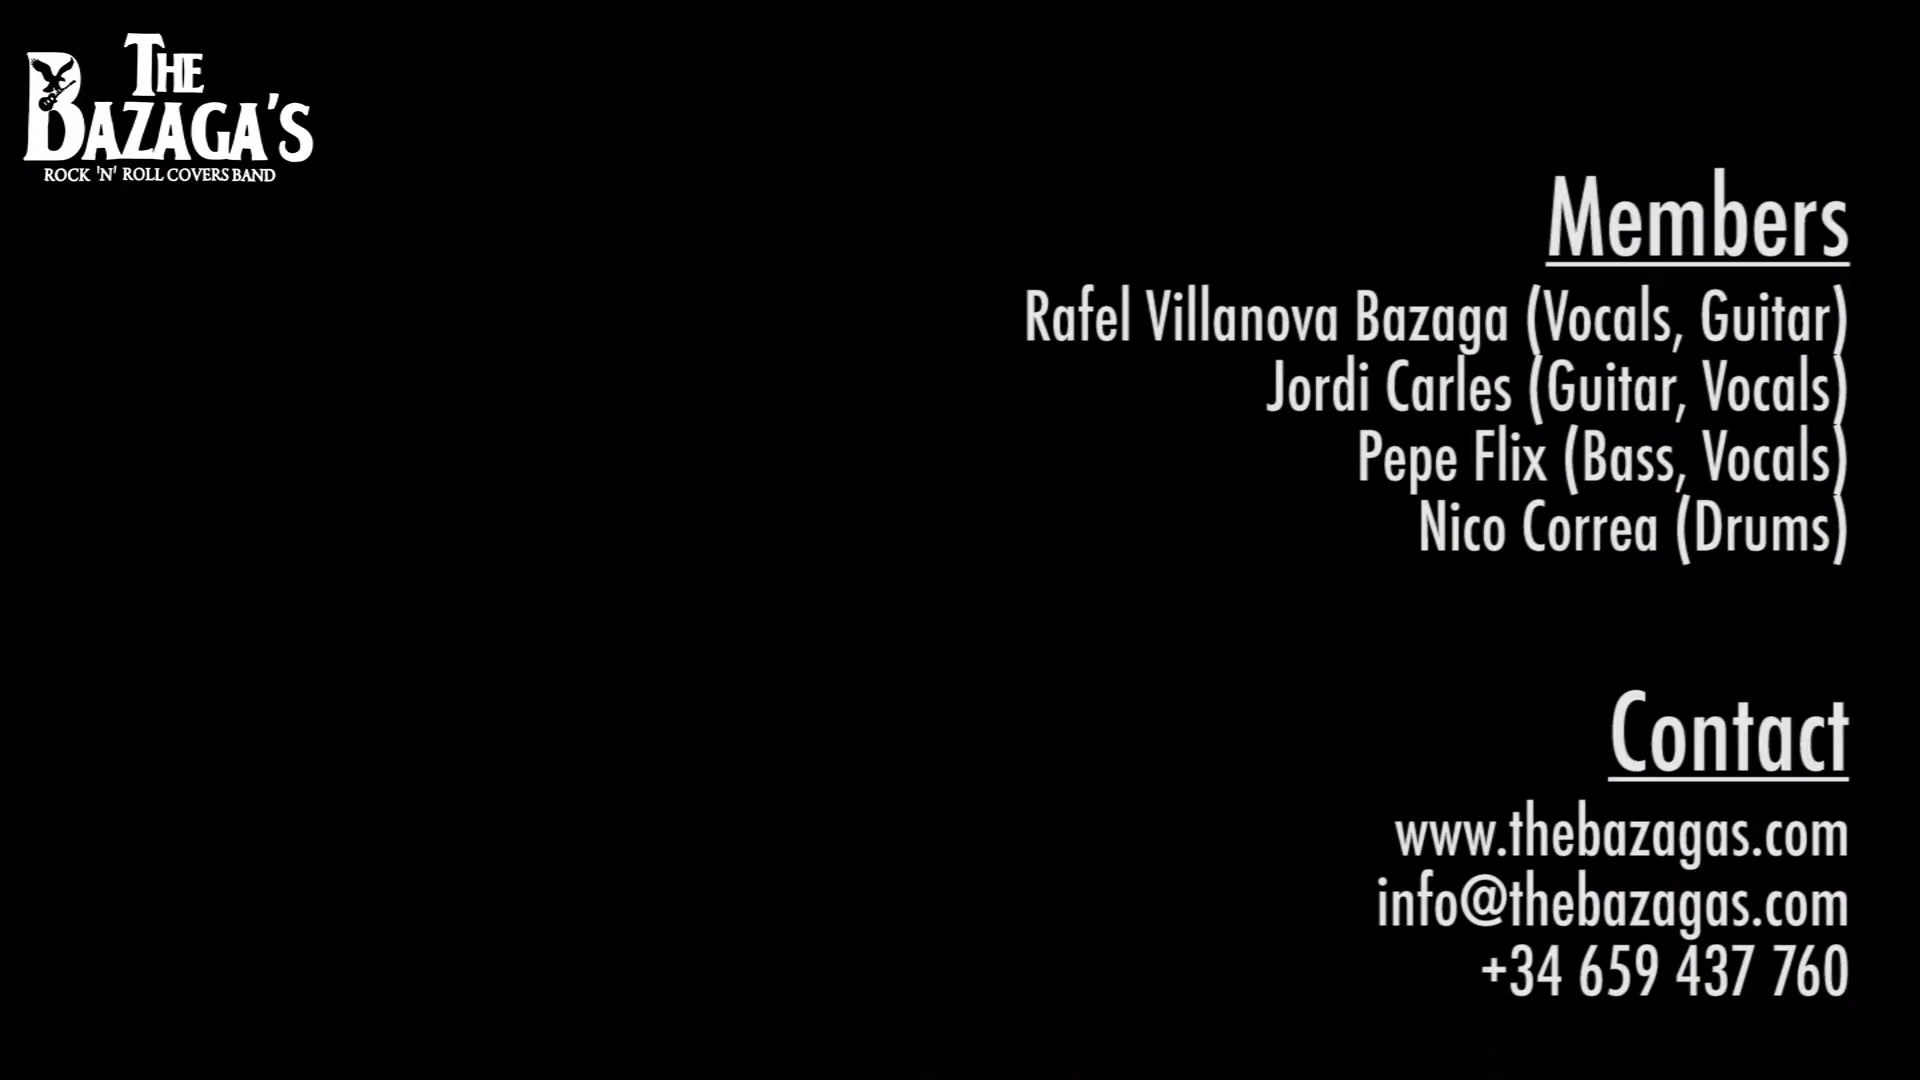 THE
BAZAGA'S
ROCK 'N' ROLL COVERS BAND
Members
Rafel Villanova Bazaga (Vocals, Guitar)
Jordi Carles (Guitar, Vocals)
Pepe Flix (Bass, Vocals)
Nico Correa (Drums)
Contact
www.thebazagas.com
info@thebazagas.com
+34 659 437 760